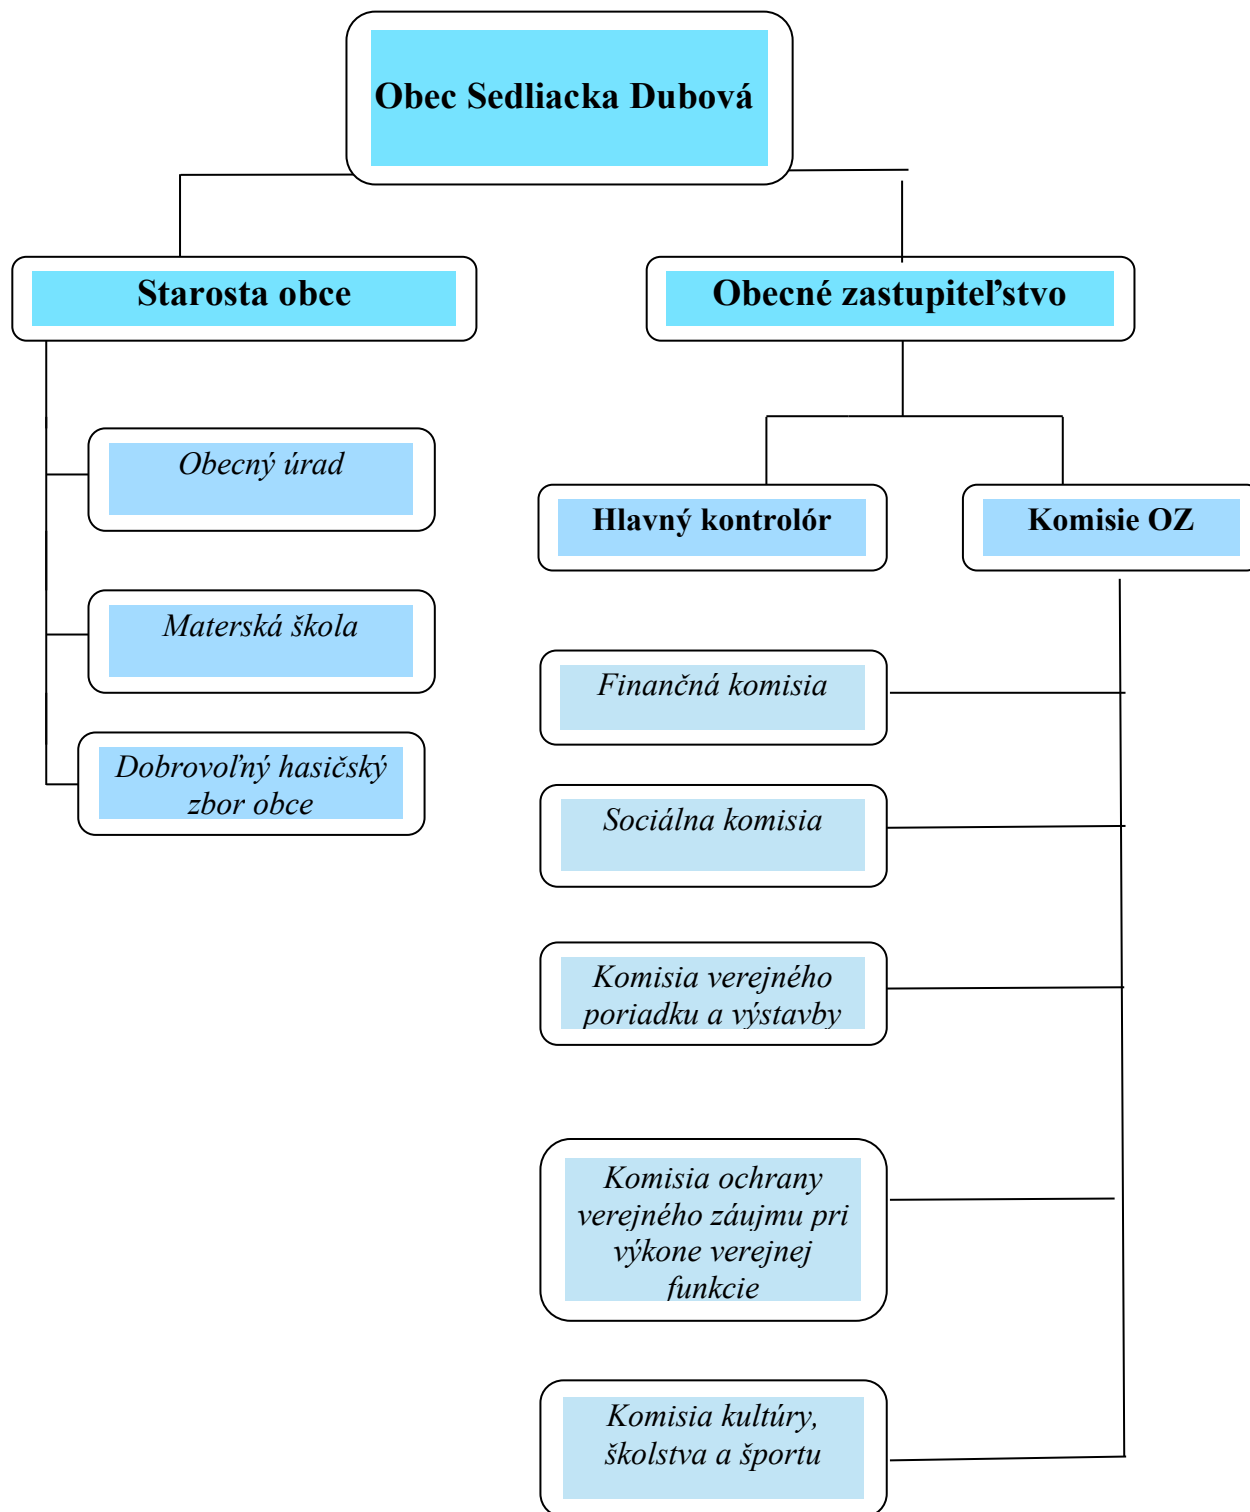 Obec Sedliacka Dubová
Starosta obce
Obecné zastupiteľstvo
Obecný úrad
Materská škola
Dobrovoľný hasičský
zbor obce
Hlavný kontrolór
Komisie OZ
Finančná komisia
Sociálna komisia
Komisia verejného
poriadku a výstavby
Komisia ochrany
verejného záujmu pri
výkone verejnej
funkcie
Komisia kultúry,
školstva a športu